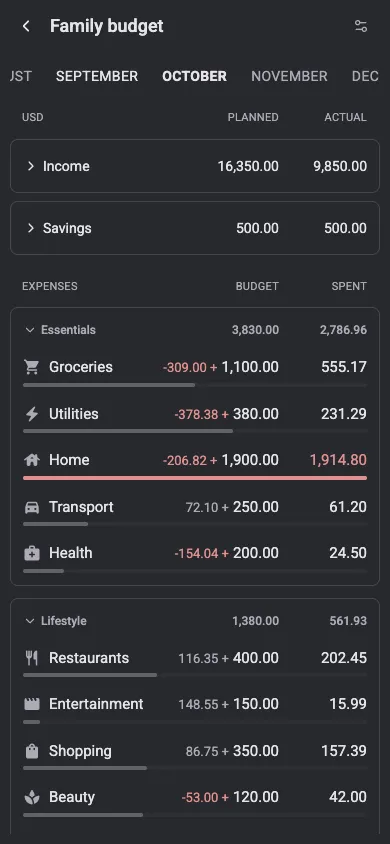 Family budget
UST SEPTEMBER OCTOBER NOVEMBER DEC
USD PLANNED ACTUAL
Income 16,350.00 9,850.00
Savings 500.00 500.00
EXPENSES BUDGET SPENT
Essentials 3,830.00 2,786.96
Groceries -309.00 + 1,100.00 555.17
Utilities -378.38 + 380.00 231.29
Home -206.82 + 1,900.00 1,914.80
Transport 72.10 + 250.00 61.20
Health -154.04 + 200.00 24.50
Lifestyle 1,380.00 561.93
Restaurants 116.35 + 400.00 202.45
Entertainment 148.55 + 150.00 15.99
Shopping 86.75 + 350.00 157.39
Beauty -53.00 + 120.00 42.00